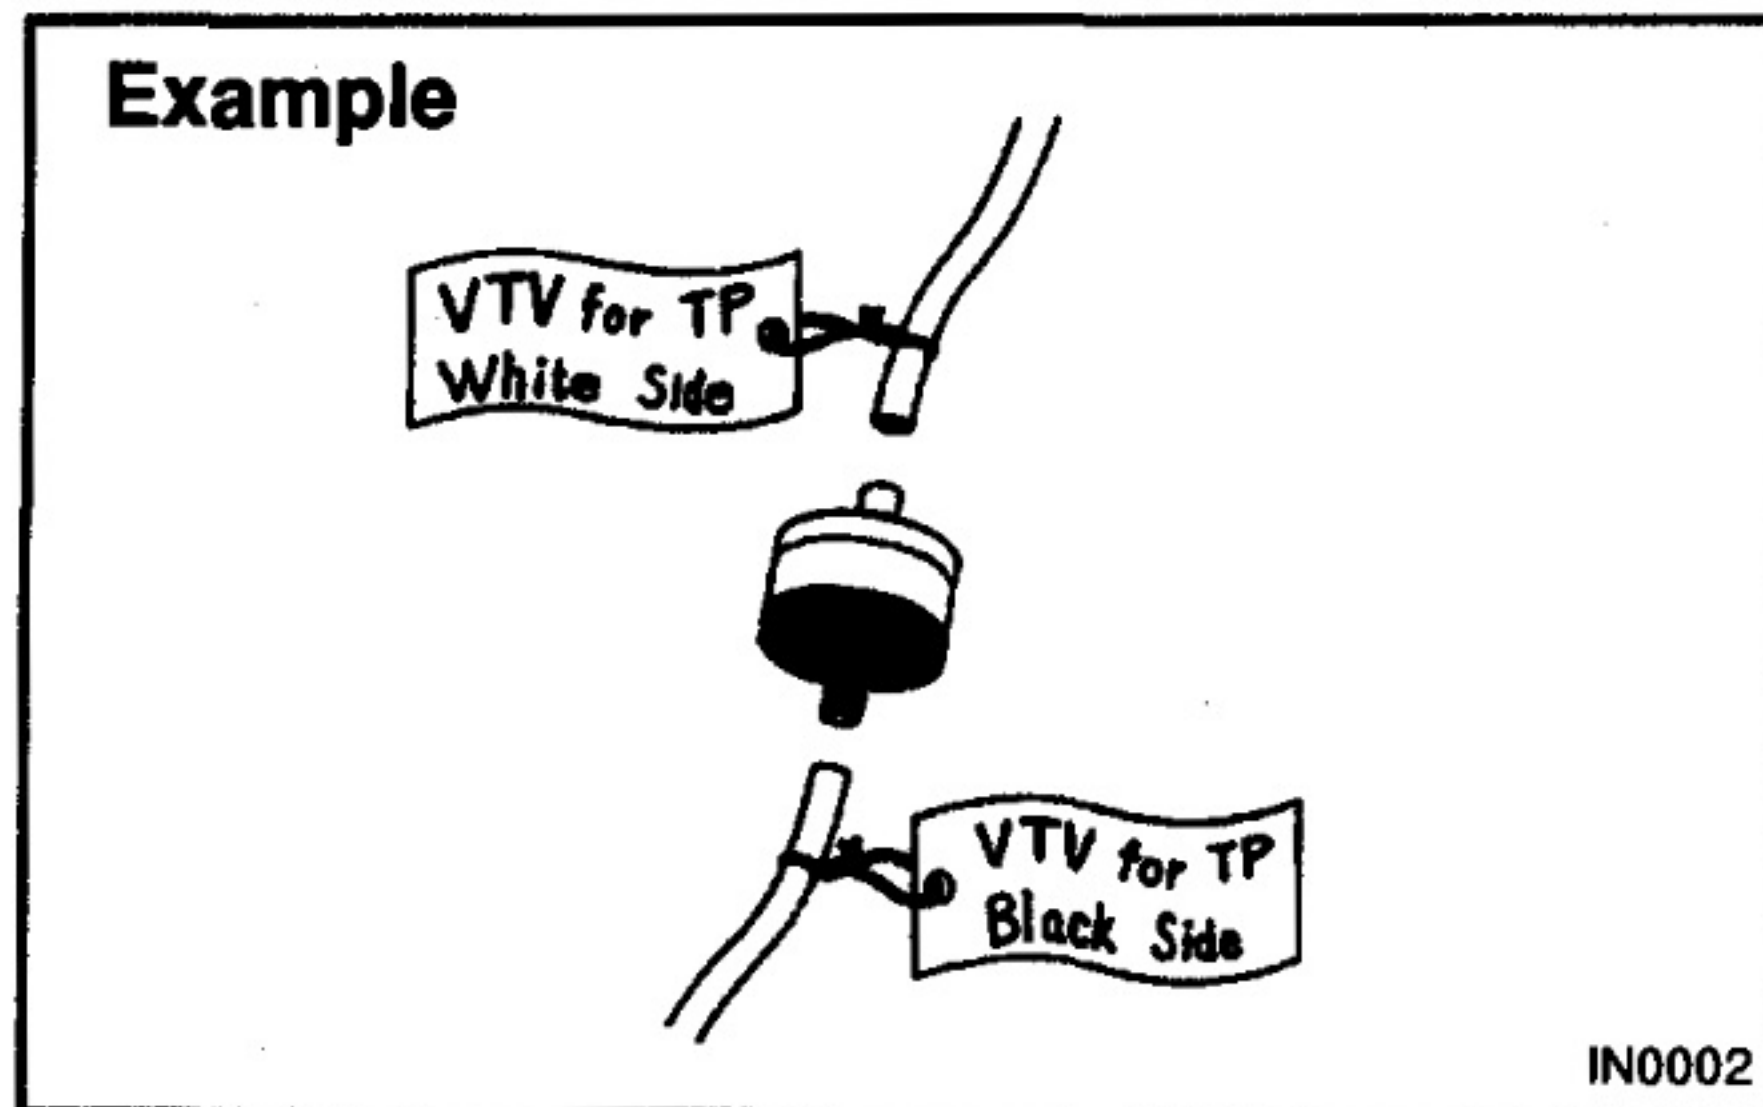 Example
VTV for TP
White Side
VTV for TP
Black Side
IN0002